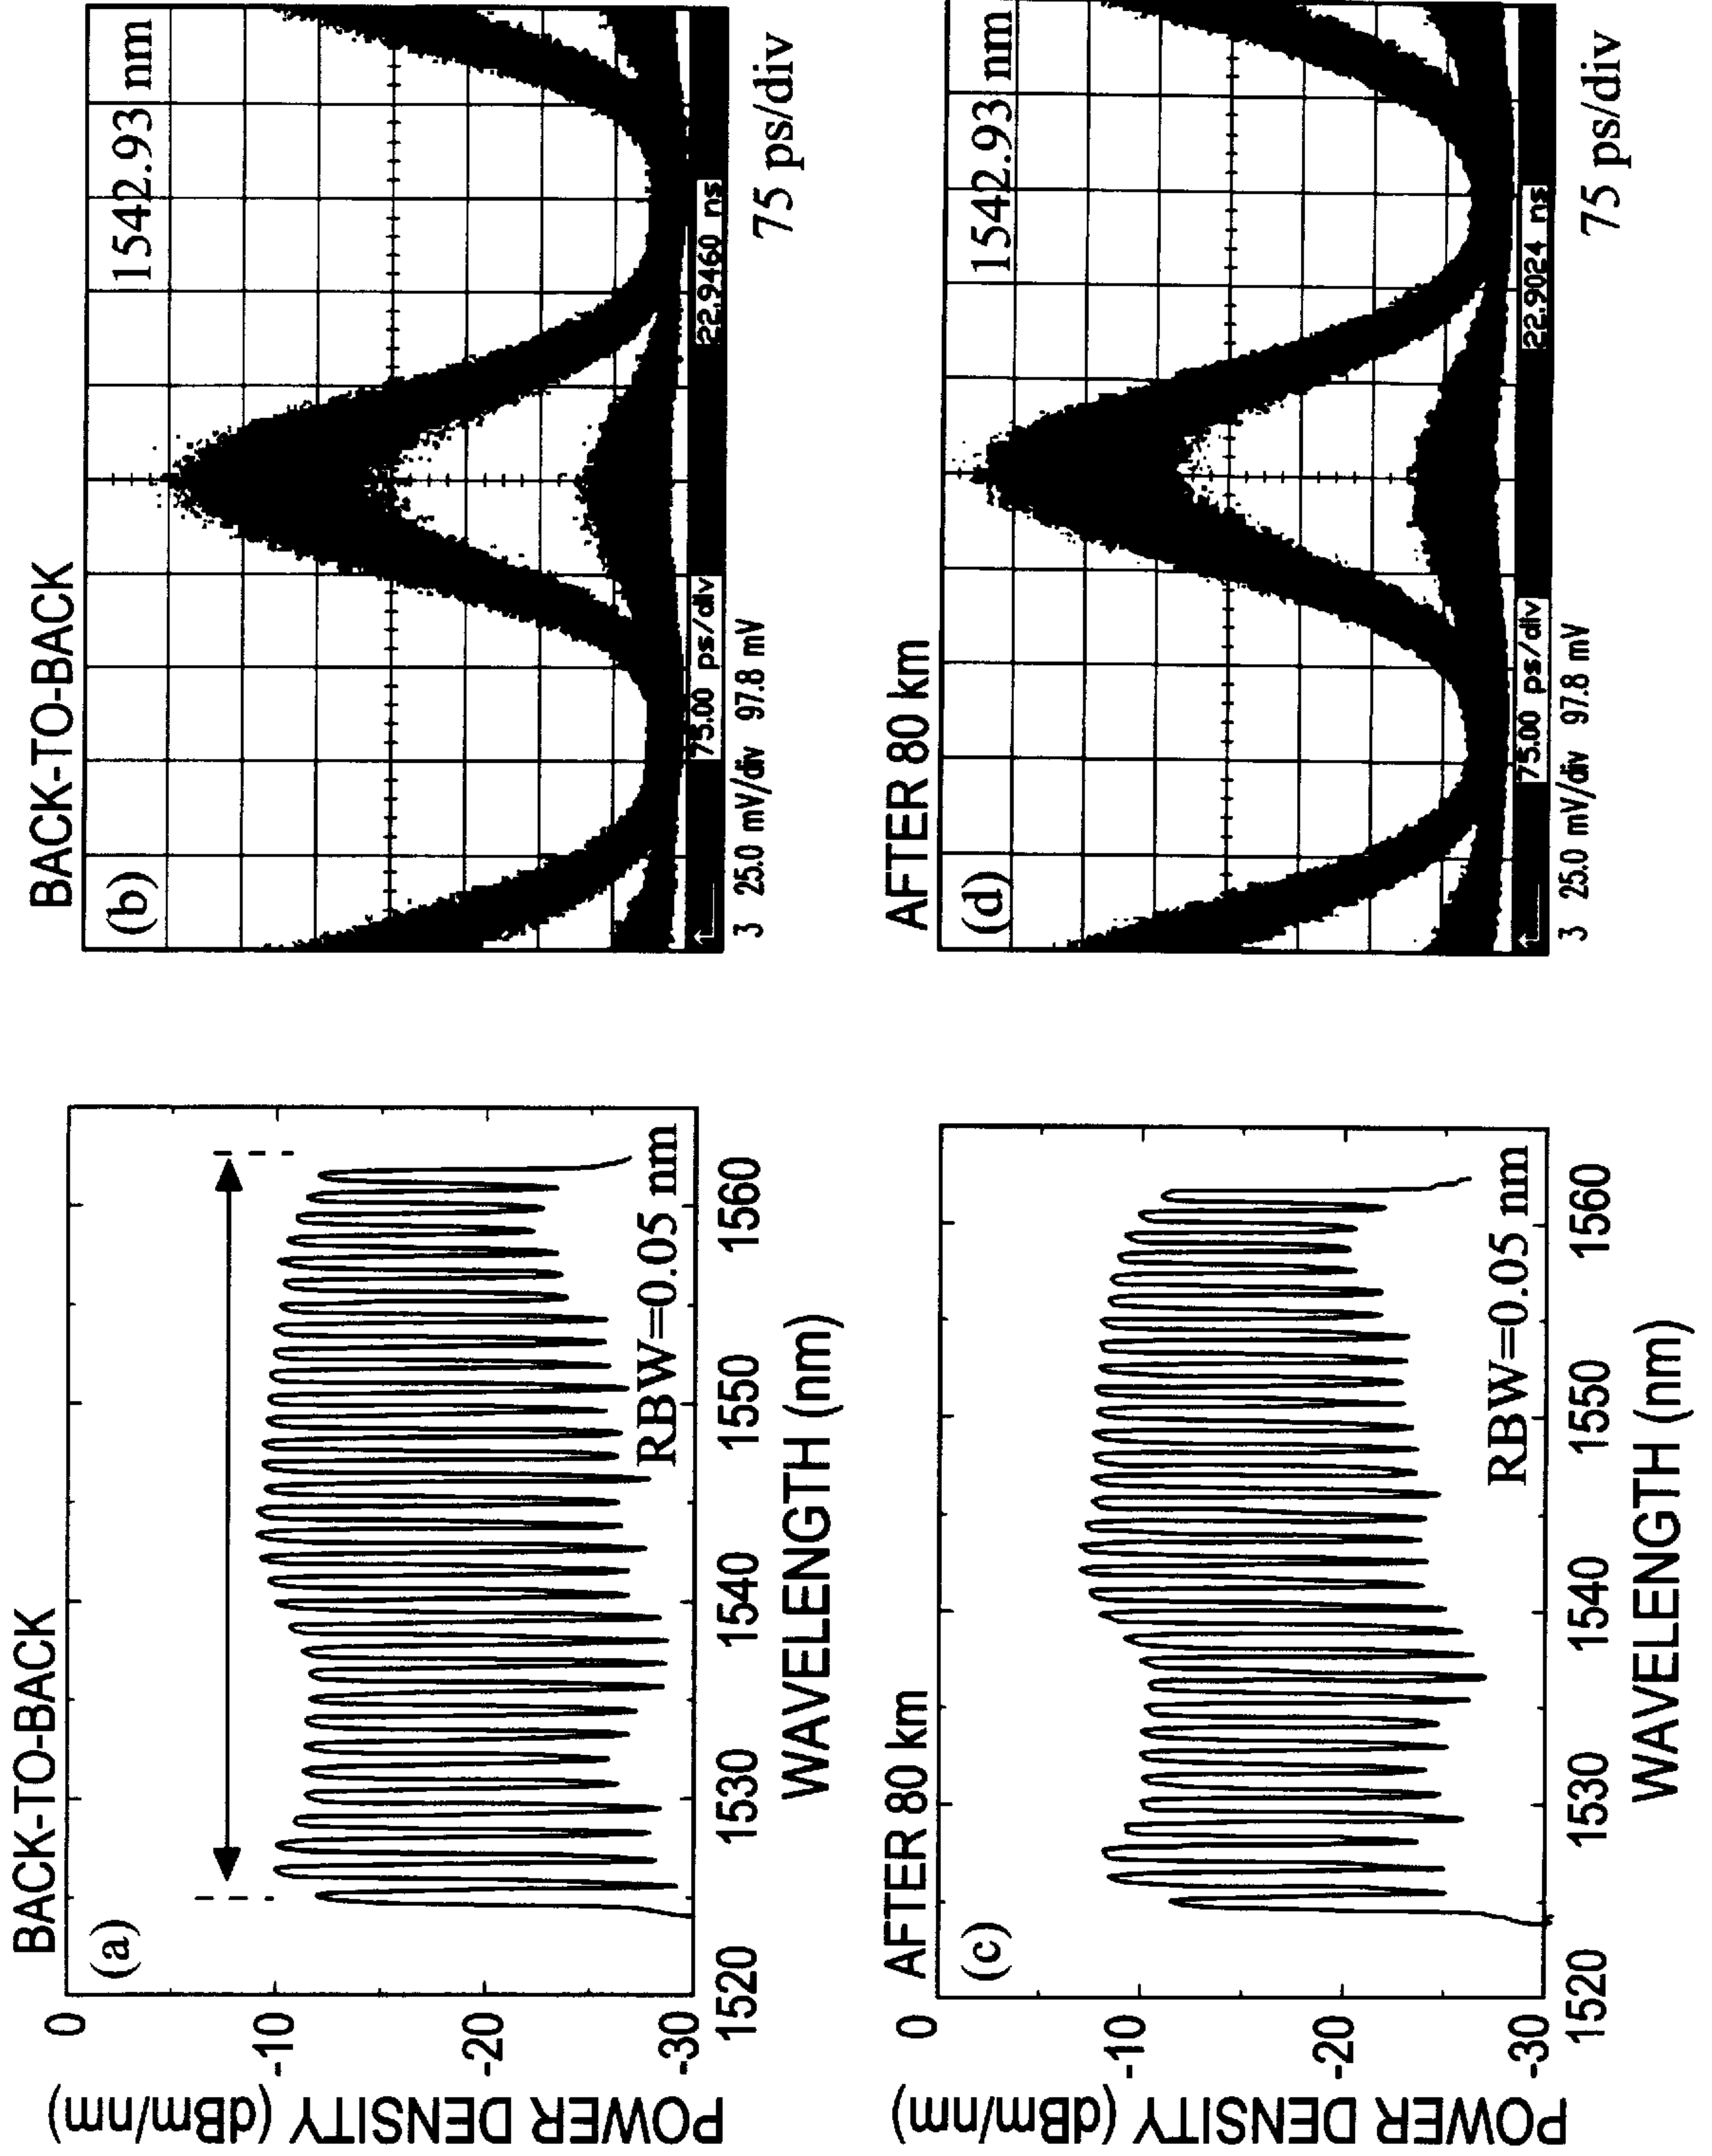 BACK-TO-BACK
(a)
0
-10
-20
-30
POWER DENSITY (dBm/nm)
RBW=0.05 nm
1520 1530 1540 1550 1560
WAVELENGTH (nm)
BACK-TO-BACK
(b)
1542.93 nm
75.00 ps/div 22.9460 ns
3 25.0 mV/div 97.8 mV
75 ps/div
AFTER 80 km
(c)
0
-10
-20
-30
POWER DENSITY (dBm/nm)
RBW=0.05 nm
1520 1530 1540 1550 1560
WAVELENGTH (nm)
AFTER 80 km
(d)
1542.93 nm
75.00 ps/div 22.9024 ns
3 25.0 mV/div 97.8 mV
75 ps/div